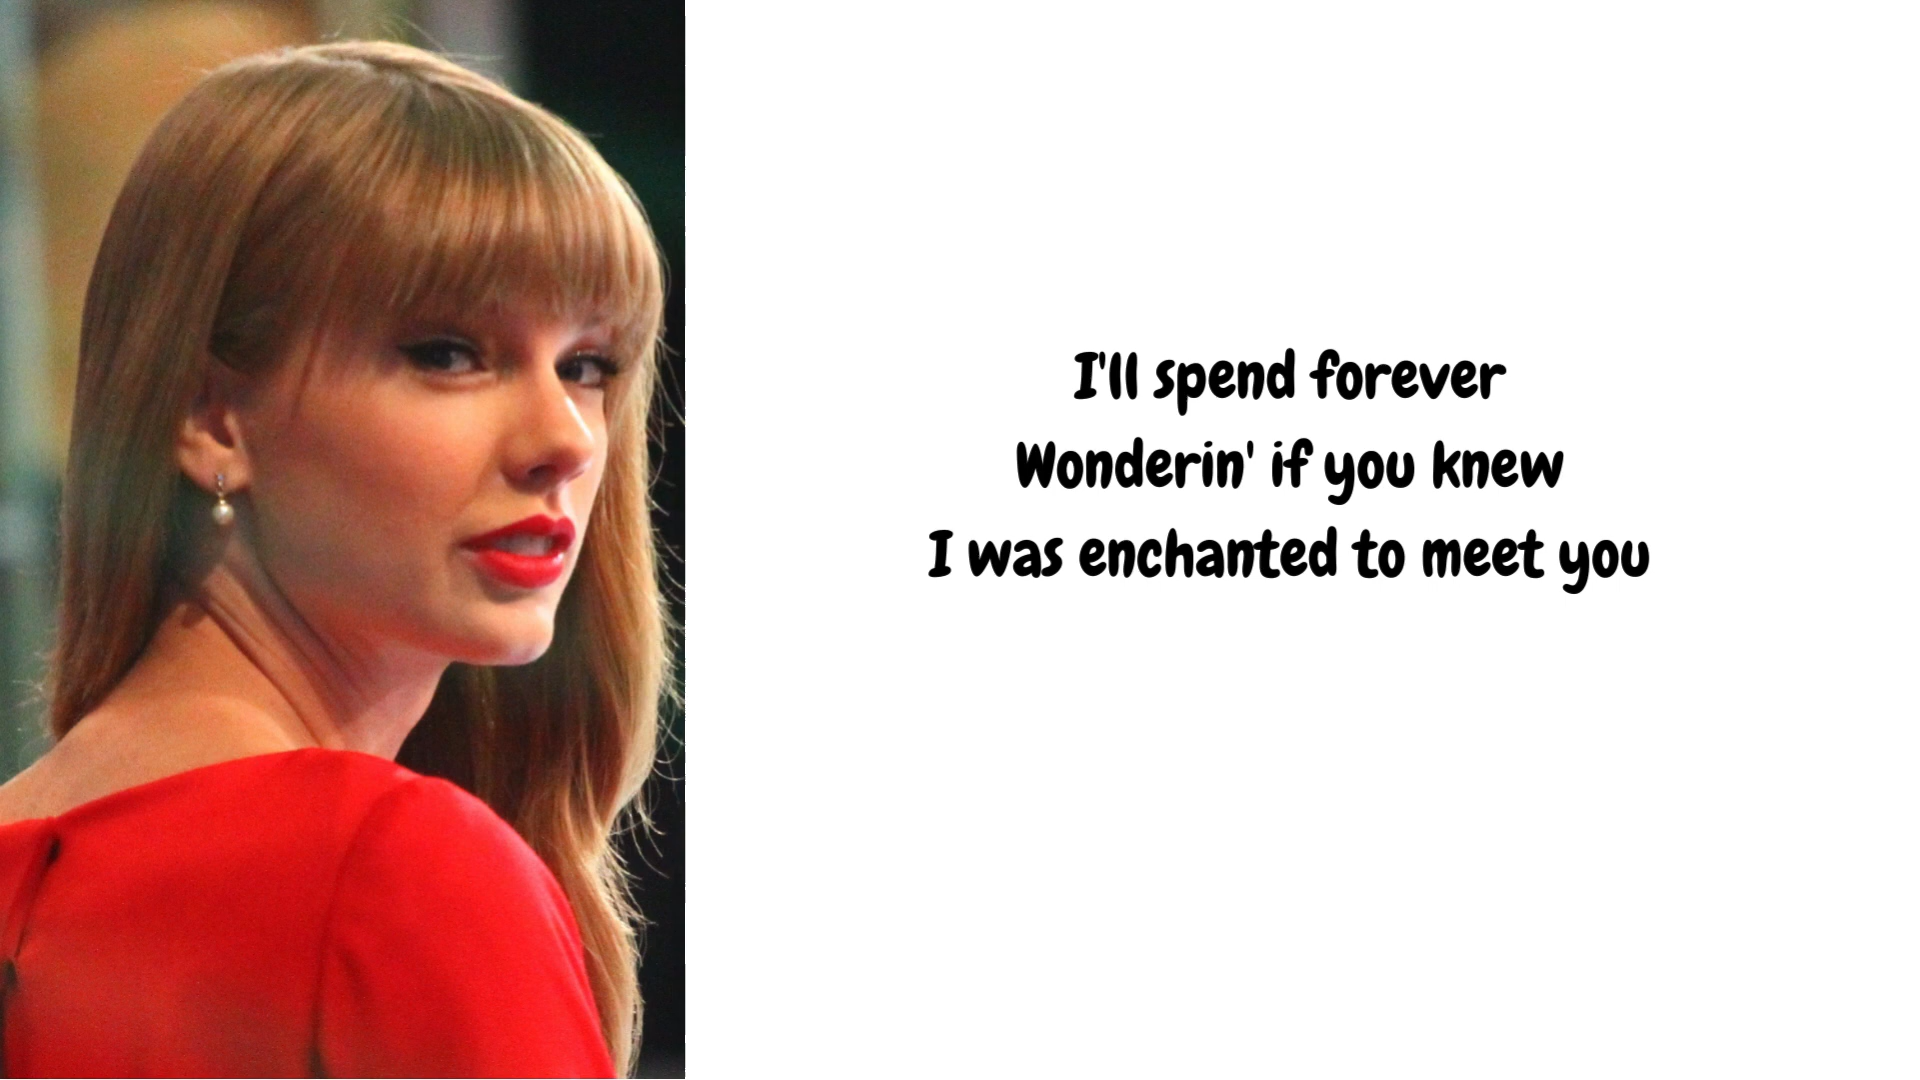 I'll spend forever
Wonderin' if you knew
I was enchanted to meet you